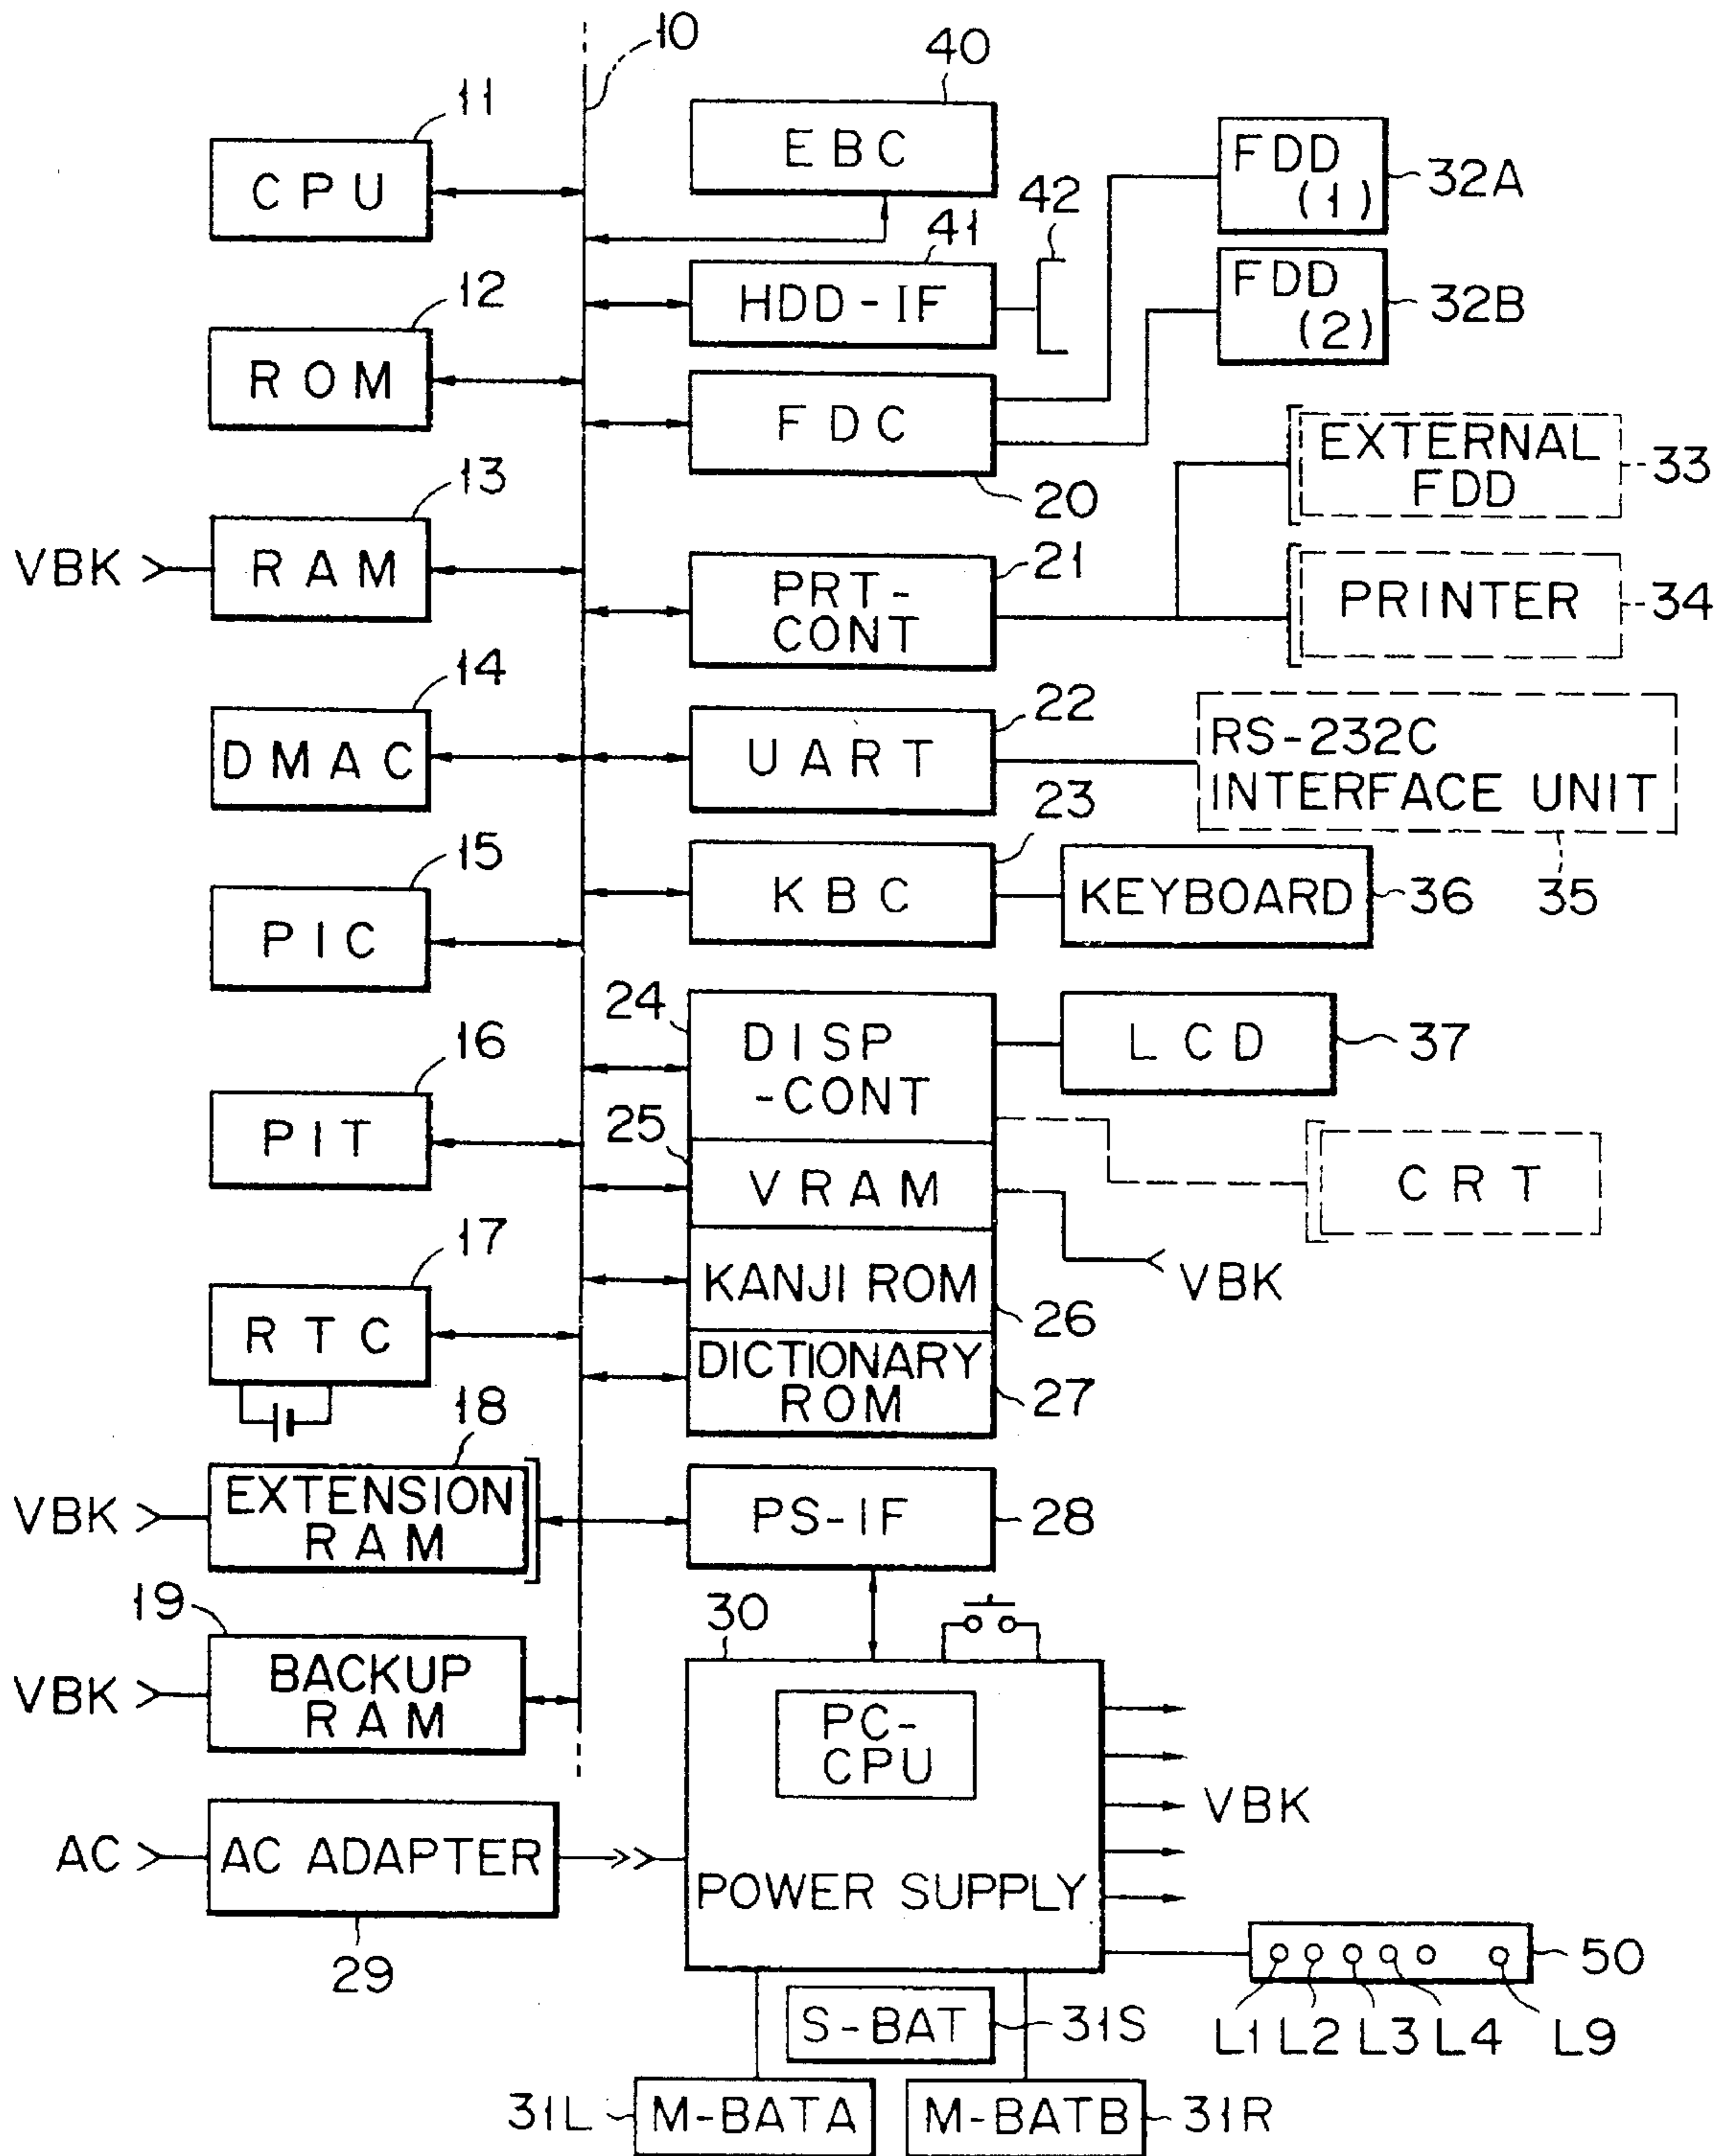 10
40
11
EBC
FDD
(1)
32A
CPU
41
42
HDD-IF
12
FDD
(2)
32B
ROM
FDC
EXTERNAL
FDD
33
13
20
VBK
RAM
21
PRT-
CONT
PRINTER
34
14
22
DMAC
UART
RS-232C
INTERFACE UNIT
15
23
35
KBC
KEYBOARD
36
PIC
24
DISP
-CONT
LCD
37
16
PIT
25
VRAM
CRT
VBK
17
KANJI ROM
26
RTC
DICTIONARY
ROM
27
18
VBK
EXTENSION
RAM
PS-IF
28
19
30
VBK
BACKUP
RAM
PC-
CPU
VBK
AC
AC ADAPTER
POWER SUPPLY
29
50
S-BAT
31S
L1
L2
L3
L4
L9
31L
M-BATA
M-BATB
31R